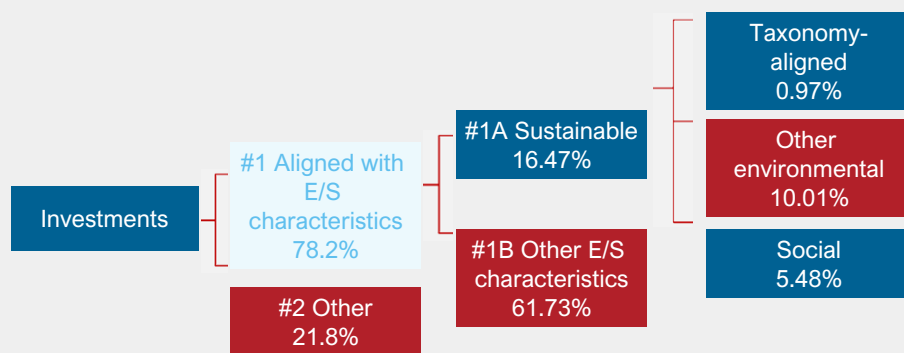 Investments
#1 Aligned with
E/S
characteristics
78.2%
#2 Other
21.8%
#1A Sustainable
16.47%
#1B Other E/S
characteristics
61.73%
Taxonomy-
aligned
0.97%
Other
environmental
10.01%
Social
5.48%